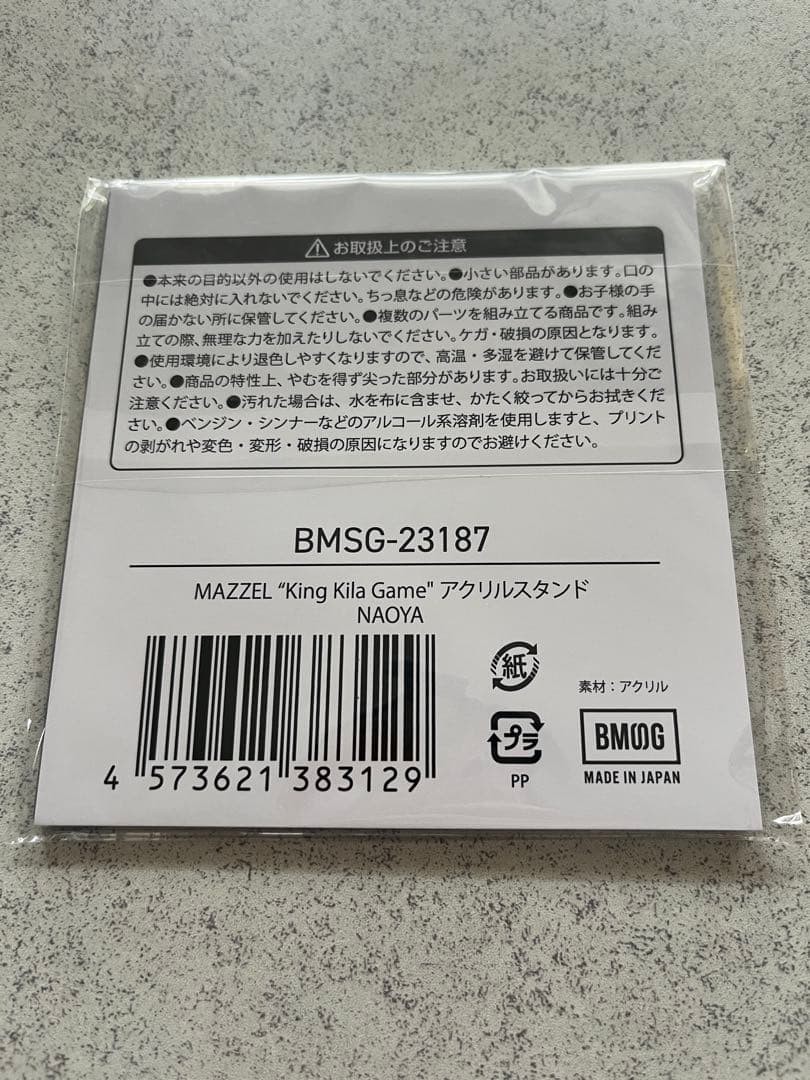 ⚠ お取扱上のご注意
●本来の目的以外の使用はしないでください。●小さい部品があります。口の
中には絶対に入れないでください。ちっ息などの危険があります。●お子様の手
の届かない所に保管してください。●複数のパーツを組み立てる商品です。組み
立ての際、無理な力を加えたりしないでください。ケガ・破損の原因となります。
●使用環境により退色しやすくなりますので、高温・多湿を避けて保管してくだ
さい。●商品の特性上、やむを得ず尖った部分があります。お取扱いには十分ご
注意ください。●汚れた場合は、水を布に含ませ、かたく絞ってからお拭きくだ
さい。●ベンジン・シンナーなどのアルコール系溶剤を使用しますと、プリント
の剥がれや変色・変形・破損の原因になりますのでお避けください。
BMSG-23187
MAZZEL “King Kila Game" アクリルスタンド
NAOYA
4 573621 383129
紙
プラ
PP
素材：アクリル
BMSG
MADE IN JAPAN